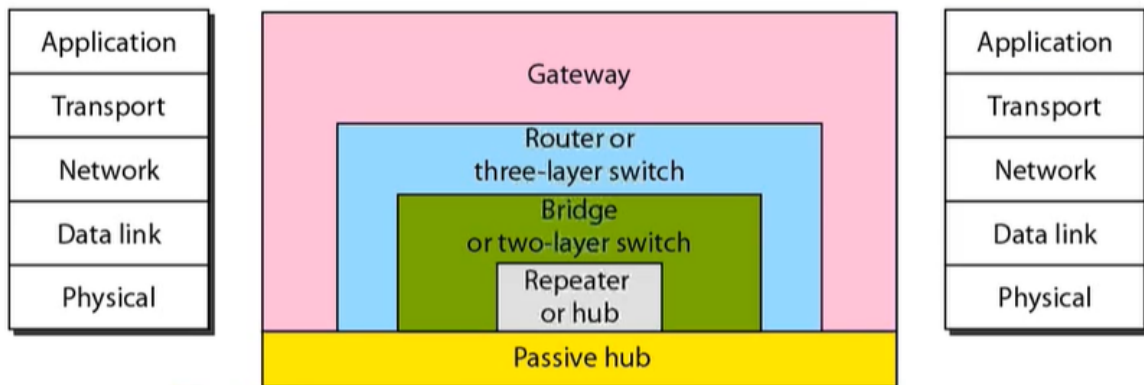 Application
Transport
Network
Data link
Physical
Gateway
Router or
three-layer switch
Bridge
or two-layer switch
Repeater
or hub
Passive hub
Application
Transport
Network
Data link
Physical